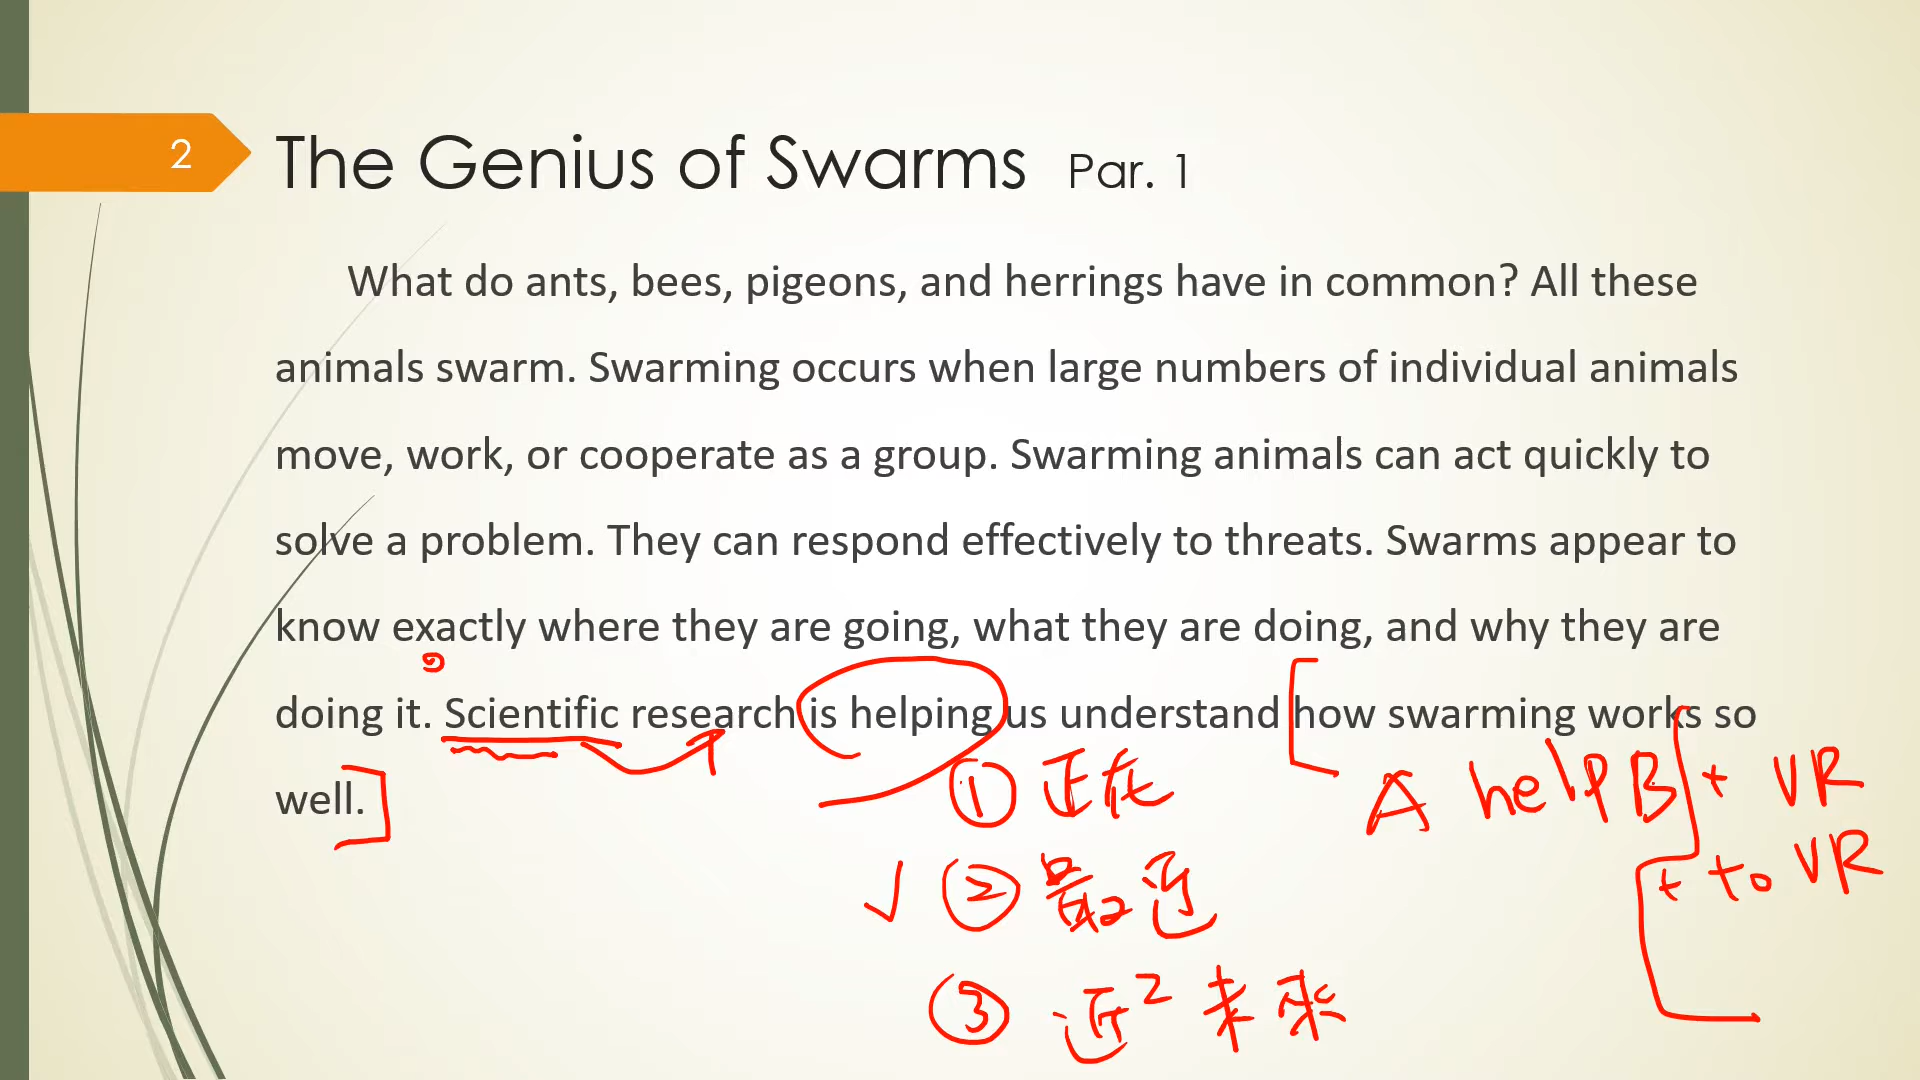 2
The Genius of Swarms Par. 1
What do ants, bees, pigeons, and herrings have in common? All these
animals swarm. Swarming occurs when large numbers of individual animals
move, work, or cooperate as a group. Swarming animals can act quickly to
solve a problem. They can respond effectively to threats. Swarms appear to
know exactly where they are going, what they are doing, and why they are
doing it. Scientific research is helping us understand how swarming works so
well.
① 正在
A help B + VR
+ to VR
② 最近
③ 近 未來